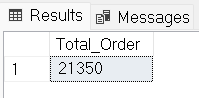 Results Messages
Total_Order
1 21350